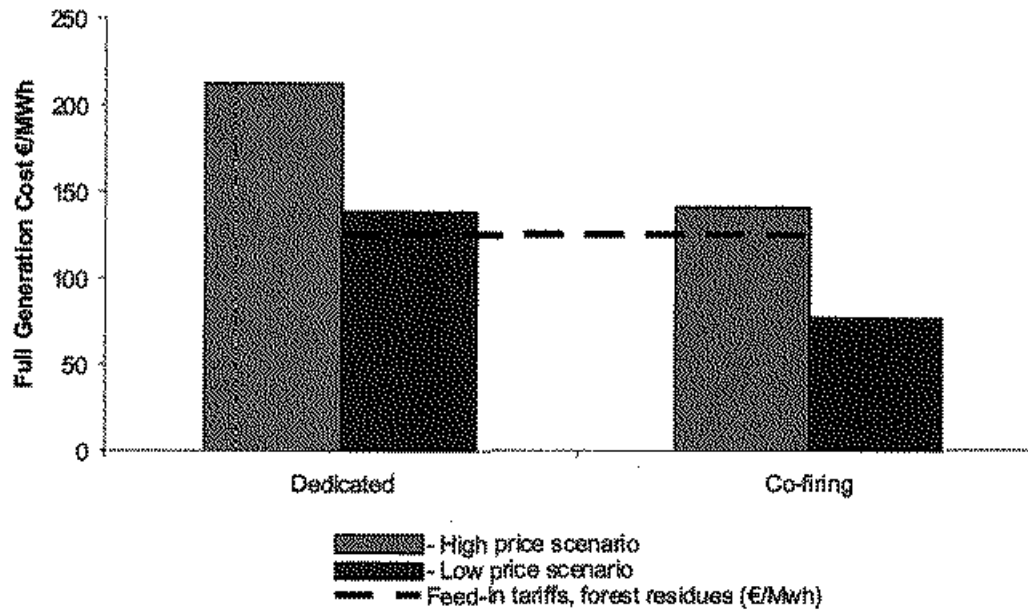 250
200
150
100
50
0
Full Generation Cost €/MWh
Dedicated
Co-firing
- High price scenario
- Low price scenario
Feed-in tariffs, forest residues (€/Mwh)